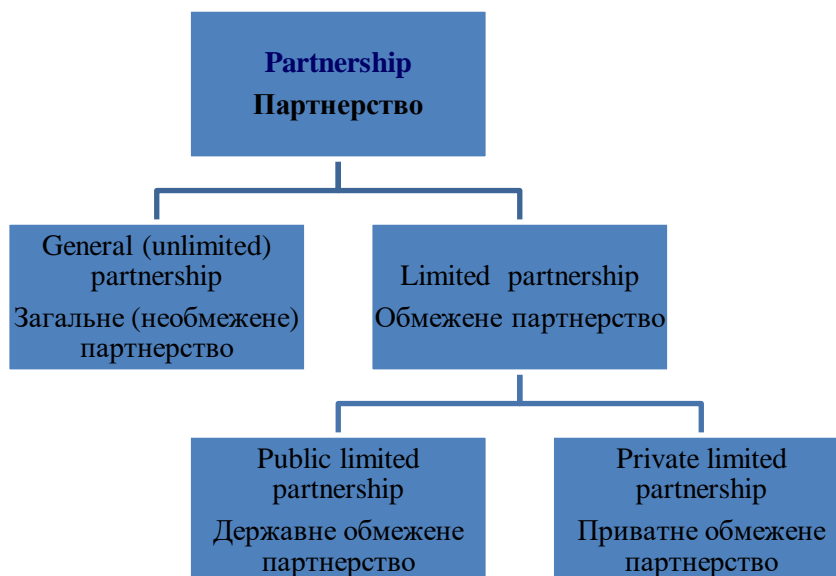 Partnership
Партнерство
General (unlimited)
partnership
Загальне (необмежене)
партнерство
Limited partnership
Обмежене партнерство
Public limited
partnership
Державне обмежене
партнерство
Private limited
partnership
Приватне обмежене
партнерство